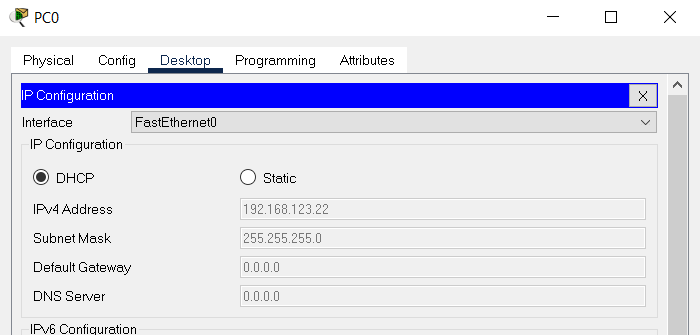 PC0
Physical Config Desktop Programming Attributes
IP Configuration X
Interface FastEthernet0
IP Configuration
DHCP Static
IPv4 Address 192.168.123.22
Subnet Mask 255.255.255.0
Default Gateway 0.0.0.0
DNS Server 0.0.0.0
IPv6 Configuration